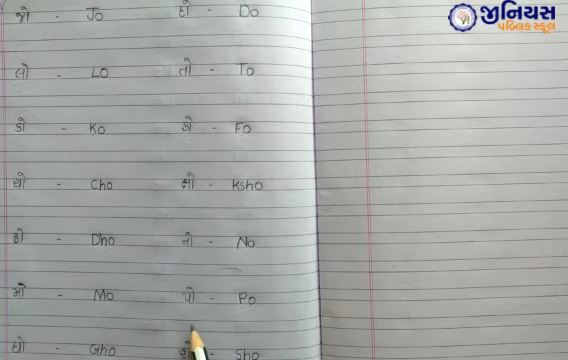 જીનિયસ
પબ્લિક સ્કૂલ
જો - Jo દો - Do
લો - Lo તો - To
કો - Ko ફો - Fo
ચો - Cho ક્ષો - Ksho
ઢો - Dho નો - No
મો - Mo પો - Po
ઘો - Gho શો - Sho